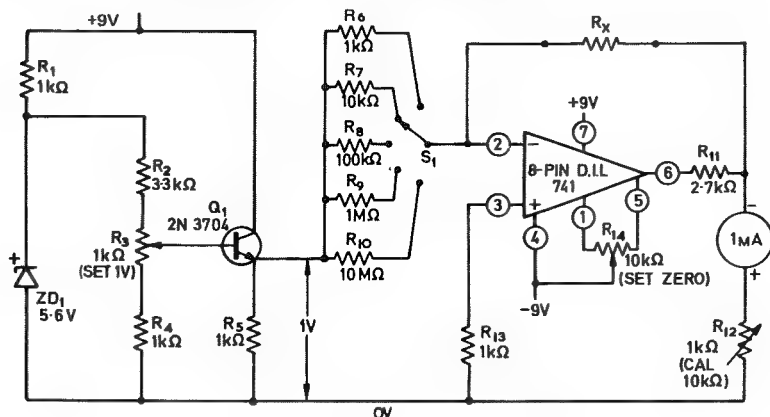 +9V
R1
1kΩ
R2
3·3kΩ
R3
1kΩ
(SET 1V)
R4
1kΩ
ZD1
5·6V
Q1
2N 3704
R5
1kΩ
1V
R6
1kΩ
R7
10kΩ
R8
100kΩ
R9
1MΩ
R10
10MΩ
S1
RX
+9V
7
2
-
8-PIN D.I.L
741
3
+
6
R11
2·7kΩ
4
1
5
R14
10kΩ
(SET ZERO)
-9V
R13
1kΩ
-
1MA
+
R12
1kΩ
(CAL
10kΩ)
+
0V